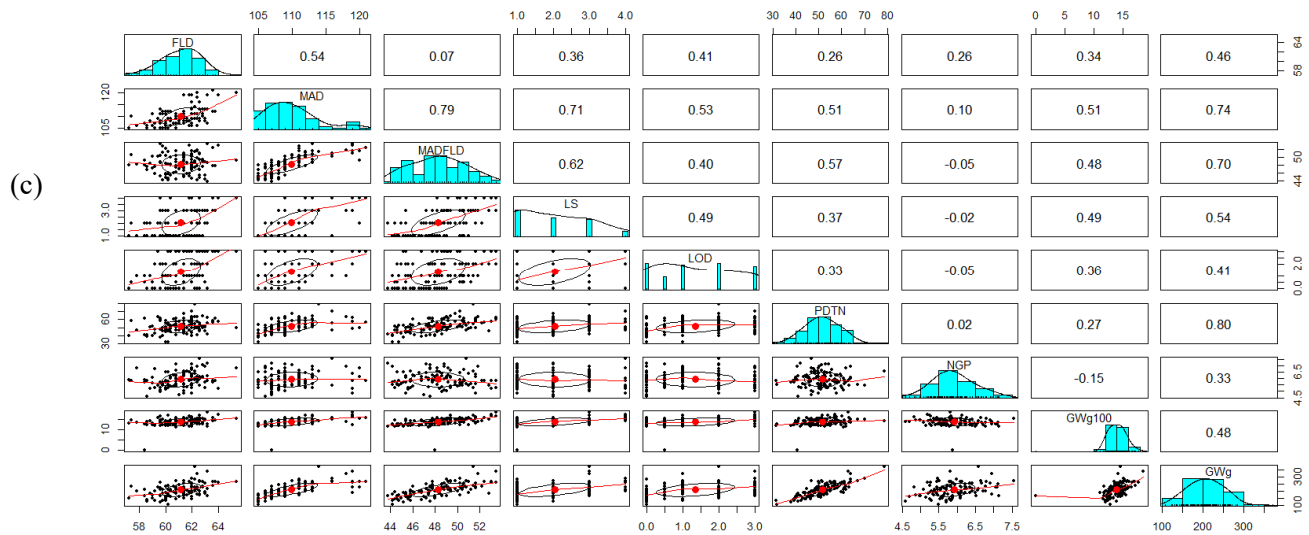 105 110 115 120
1.0 2.0 3.0 4.0
30 40 50 60 70 80
0 5 10 15
FLD
0.54
0.07
0.36
0.41
0.26
0.26
0.34
0.46
58 64
105 120
MAD
0.79
0.71
0.53
0.51
0.10
0.51
0.74
(c)
MADFLD
0.62
0.40
0.57
-0.05
0.48
0.70
44 50
1.0 3.0
LS
0.49
0.37
-0.02
0.49
0.54
LOD
0.33
-0.05
0.36
0.41
0.0 2.0
30 60
PDTN
0.02
0.27
0.80
NGP
-0.15
0.33
4.5 6.5
0 10
GWg100
0.48
GWg
100 300
58 60 62 64
44 46 48 50 52
0.0 1.0 2.0 3.0
4.5 5.5 6.5 7.5
100 200 300